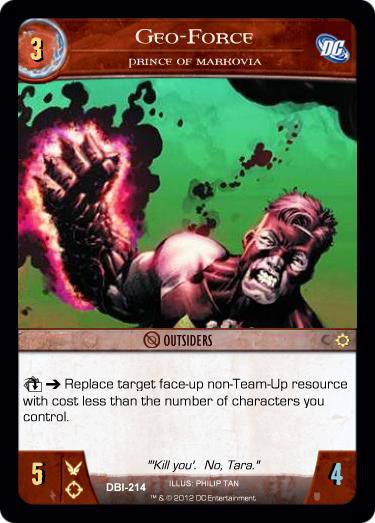 3
GEO-FORCE
PRINCE OF MARKOVIA
DC
OUTSIDERS
➔ Replace target face-up non-Team-Up resource
with cost less than the number of characters you
control.
"'Kill you'.  No, Tara."
5
DBI-214
ILLUS: PHILIP TAN
4
™ & © 2012 DC Entertainment